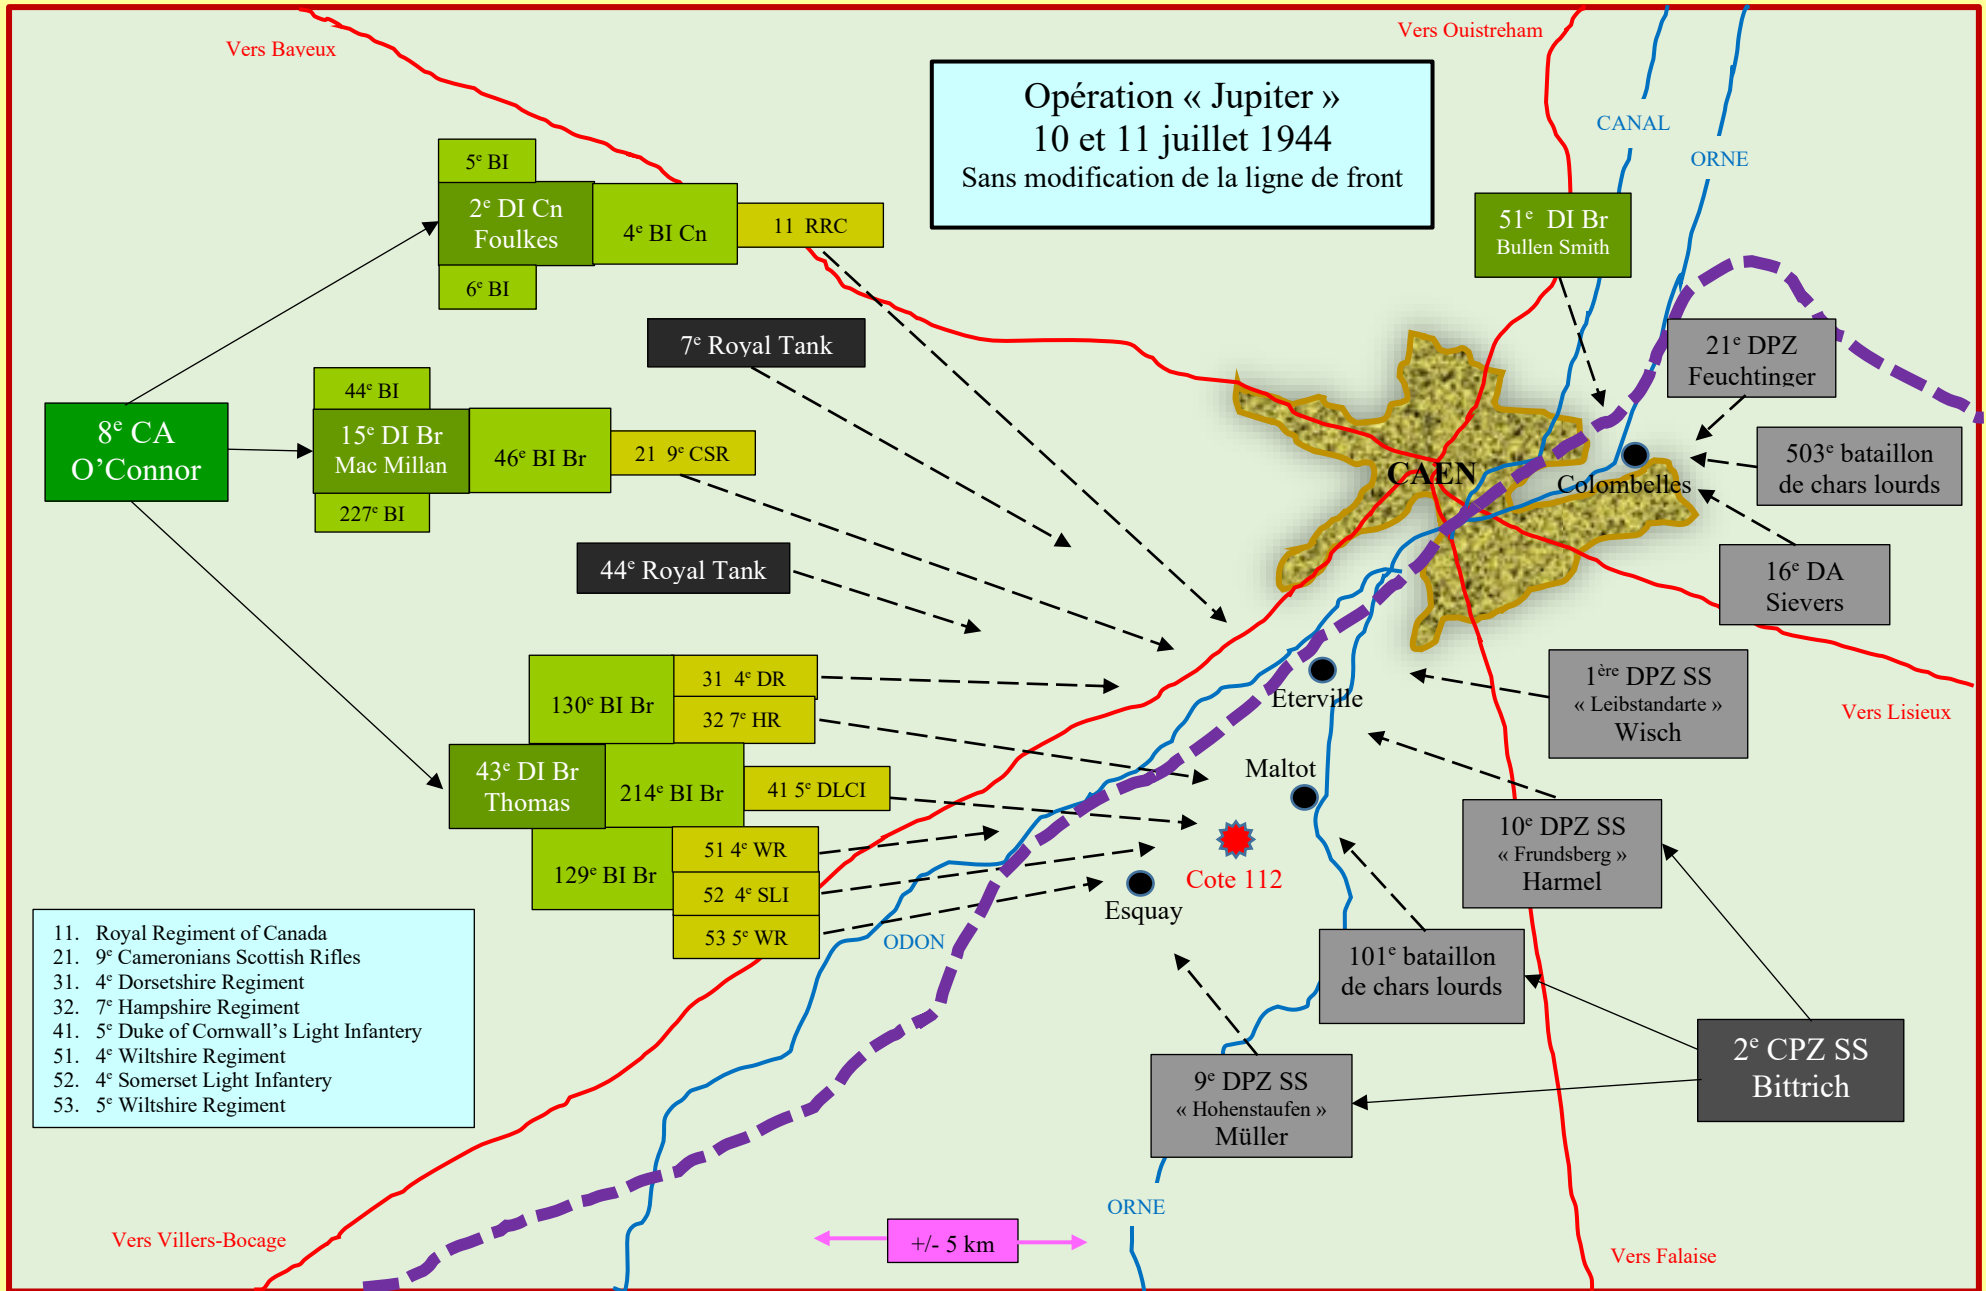 Vers Bayeux
Vers Ouistreham
Opération « Jupiter »
10 et 11 juillet 1944
Sans modification de la ligne de front
CANAL
ORNE
5e BI
2e DI Cn
Foulkes
4e BI Cn
11 RRC
6e BI
51e DI Br
Bullen Smith
7e Royal Tank
21e DPZ
Feuchtinger
44e BI
8e CA
O’Connor
15e DI Br
Mac Millan
46e BI Br
21 9e CSR
227e BI
CAEN
Colombelles
503e bataillon
de chars lourds
44e Royal Tank
16e DA
Sievers
130e BI Br
31 4e DR
32 7e HR
Eterville
1ère DPZ SS
« Leibstandarte »
Wisch
Vers Lisieux
43e DI Br
Thomas
214e BI Br
41 5e DLCI
Maltot
10e DPZ SS
« Frundsberg »
Harmel
129e BI Br
51 4e WR
52 4e SLI
53 5e WR
Cote 112
Esquay
ODON
101e bataillon
de chars lourds
11. Royal Regiment of Canada
21. 9e Cameronians Scottish Rifles
31. 4e Dorsetshire Regiment
32. 7e Hampshire Regiment
41. 5e Duke of Cornwall’s Light Infantery
51. 4e Wiltshire Regiment
52. 4e Somerset Light Infantery
53. 5e Wiltshire Regiment
2e CPZ SS
Bittrich
9e DPZ SS
« Hohenstaufen »
Müller
ORNE
Vers Villers-Bocage
+/- 5 km
Vers Falaise